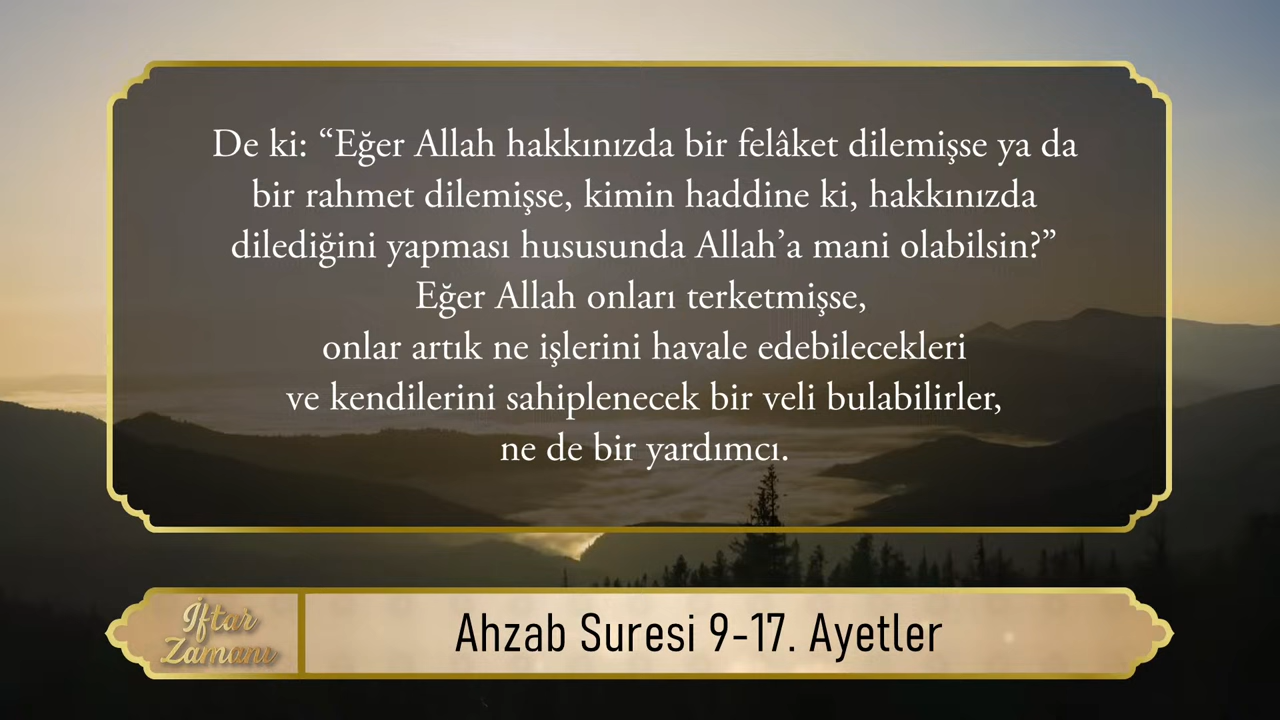 De ki: “Eğer Allah hakkınızda bir felâket dilemişse ya da
bir rahmet dilemişse, kimin haddine ki, hakkınızda
dilediğini yapması hususunda Allah’a mani olabilsin?”
Eğer Allah onları terketmişse,
onlar artık ne işlerini havale edebilecekleri
ve kendilerini sahiplenecek bir veli bulabilirler,
ne de bir yardımcı.
İftar
Zamanı
Ahzab Suresi 9-17. Ayetler